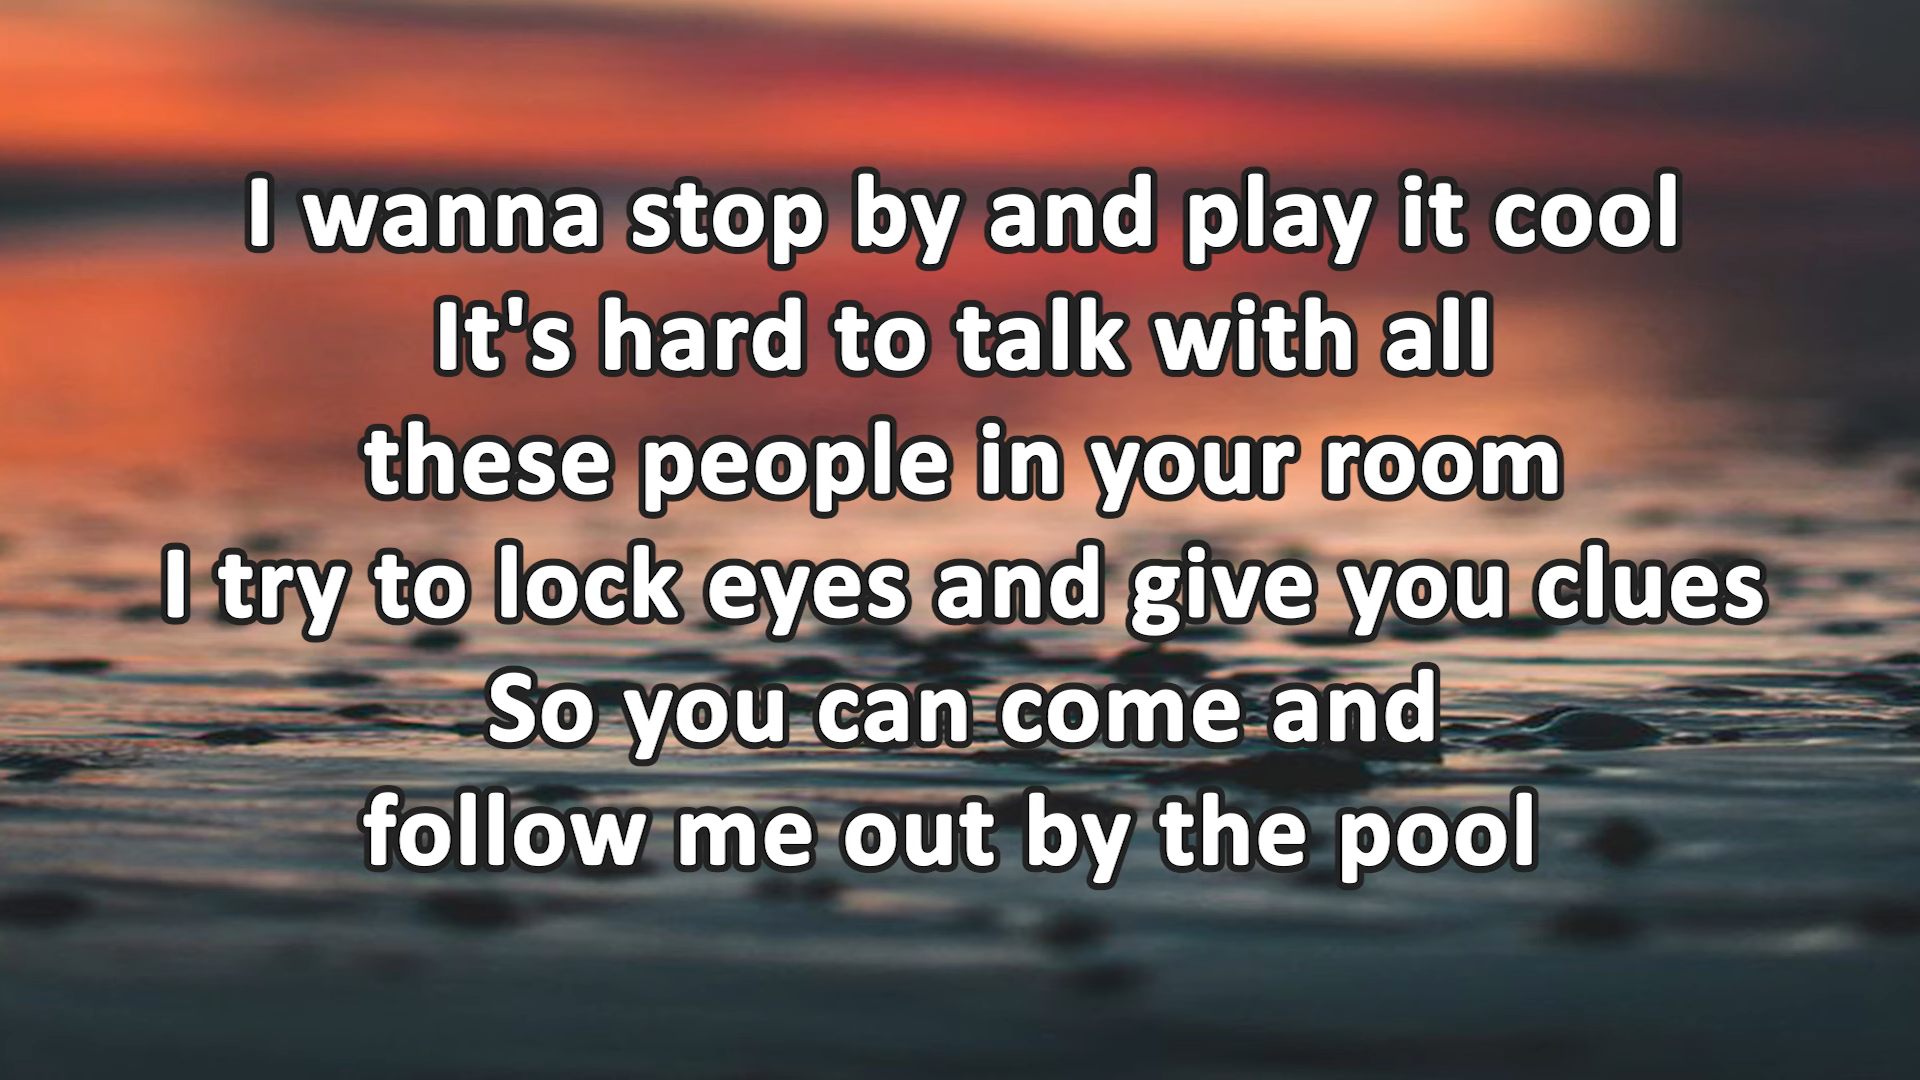 I wanna stop by and play it cool
It's hard to talk with all
these people in your room
I try to lock eyes and give you clues
So you can come and
follow me out by the pool